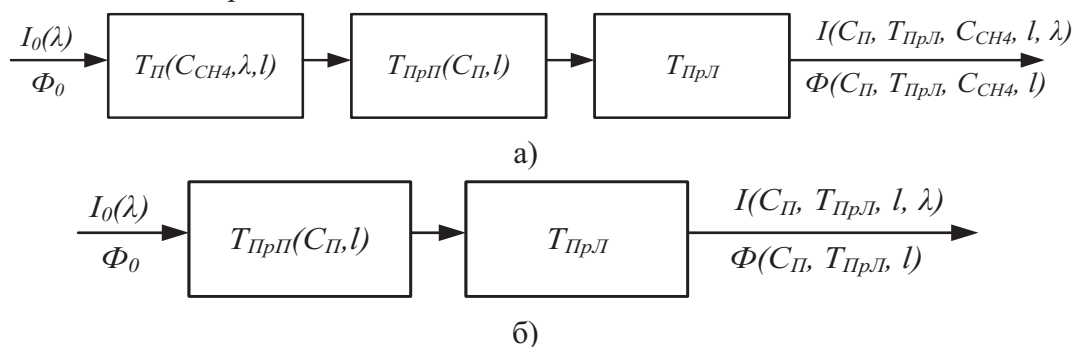 I₀(λ)
Φ₀
T_П(C_CH4,λ,l)
T_ПрП(C_П,l)
T_ПрЛ
I(C_П, T_ПрЛ, C_CH4, l, λ)
Φ(C_П, T_ПрЛ, C_CH4, l)
а)
I₀(λ)
Φ₀
T_ПрП(C_П,l)
T_ПрЛ
I(C_П, T_ПрЛ, l, λ)
Φ(C_П, T_ПрЛ, l)
б)